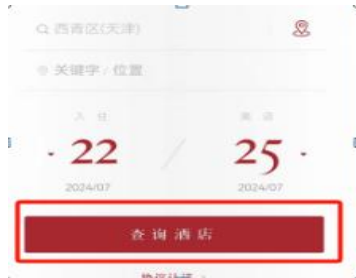 西青区(天津)
关键字 / 位置
入 住
离 店
· 22 / 25 ·
2024/07
2024/07
查 询 酒 店